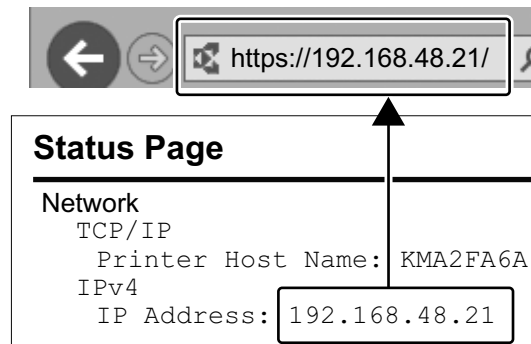 https://192.168.48.21/
Status Page
Network
TCP/IP
Printer Host Name: KMA2FA6A
IPv4
IP Address: 192.168.48.21